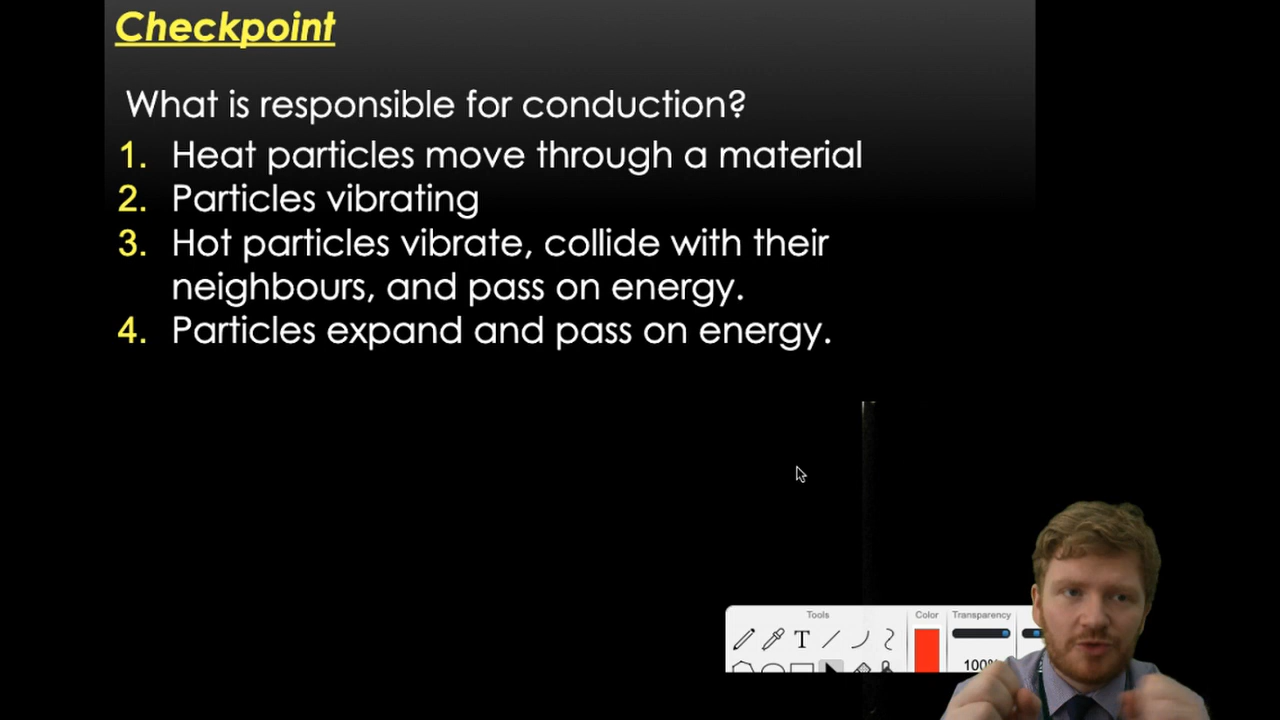 Checkpoint
What is responsible for conduction?
1. Heat particles move through a material
2. Particles vibrating
3. Hot particles vibrate, collide with their
neighbours, and pass on energy.
4. Particles expand and pass on energy.
Tools
Color
Transparency
T
100%